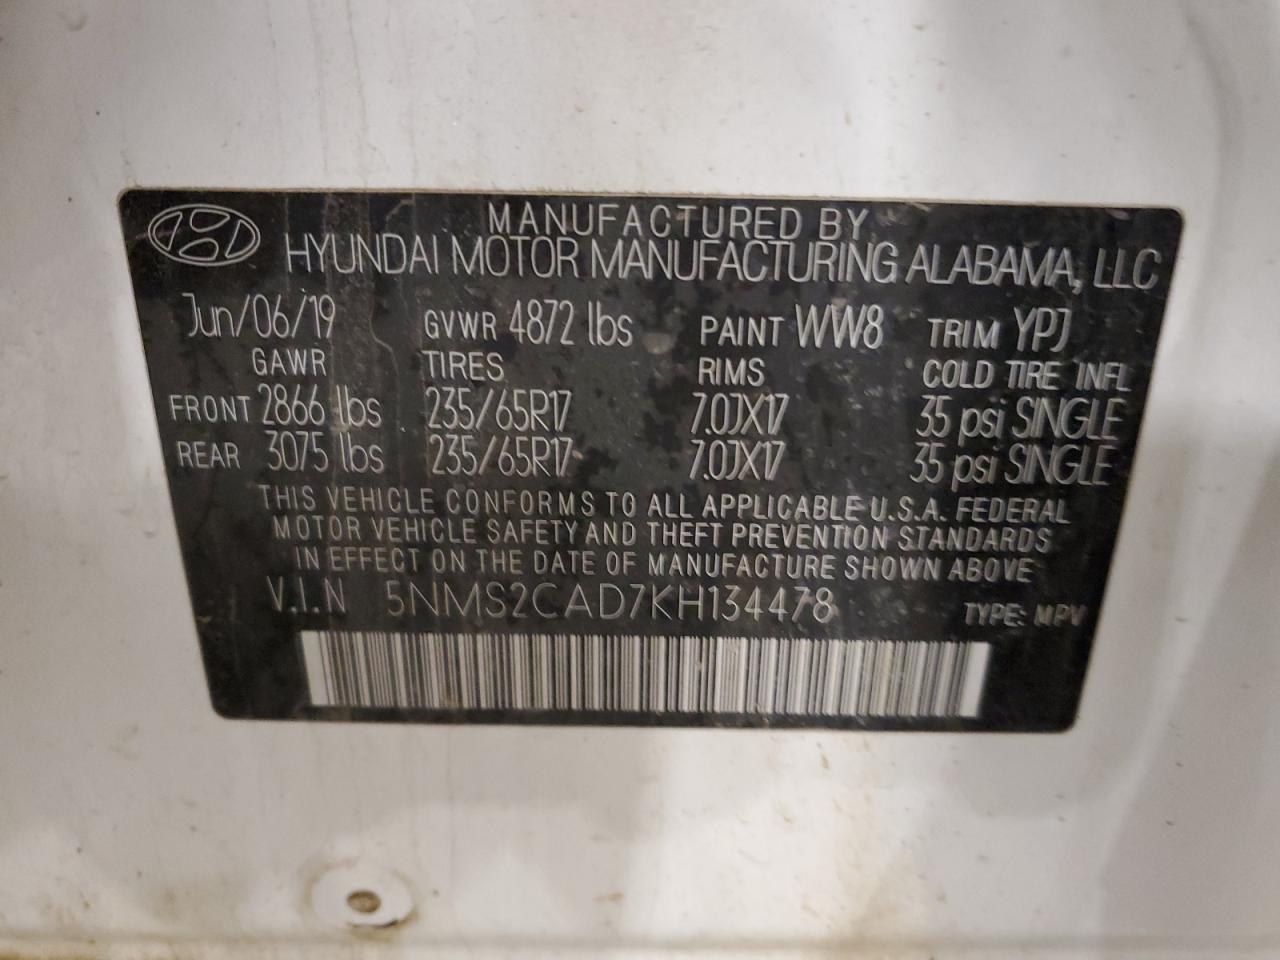 MANUFACTURED BY
HYUNDAI MOTOR MANUFACTURING ALABAMA, LLC
Jun/06/19 GVWR 4872 lbs PAINT WW8 TRIM YPJ
GAWR TIRES RIMS COLD TIRE INFL
FRONT 2866 lbs 235/65R17 7.0JX17 35 psi SINGLE
REAR 3075 lbs 235/65R17 7.0JX17 35 psi SINGLE
THIS VEHICLE CONFORMS TO ALL APPLICABLE U.S.A. FEDERAL
MOTOR VEHICLE SAFETY AND THEFT PREVENTION STANDARDS
IN EFFECT ON THE DATE OF MANUFACTURE SHOWN ABOVE
V.I.N 5NMS2CAD7KH134478 TYPE: MPV